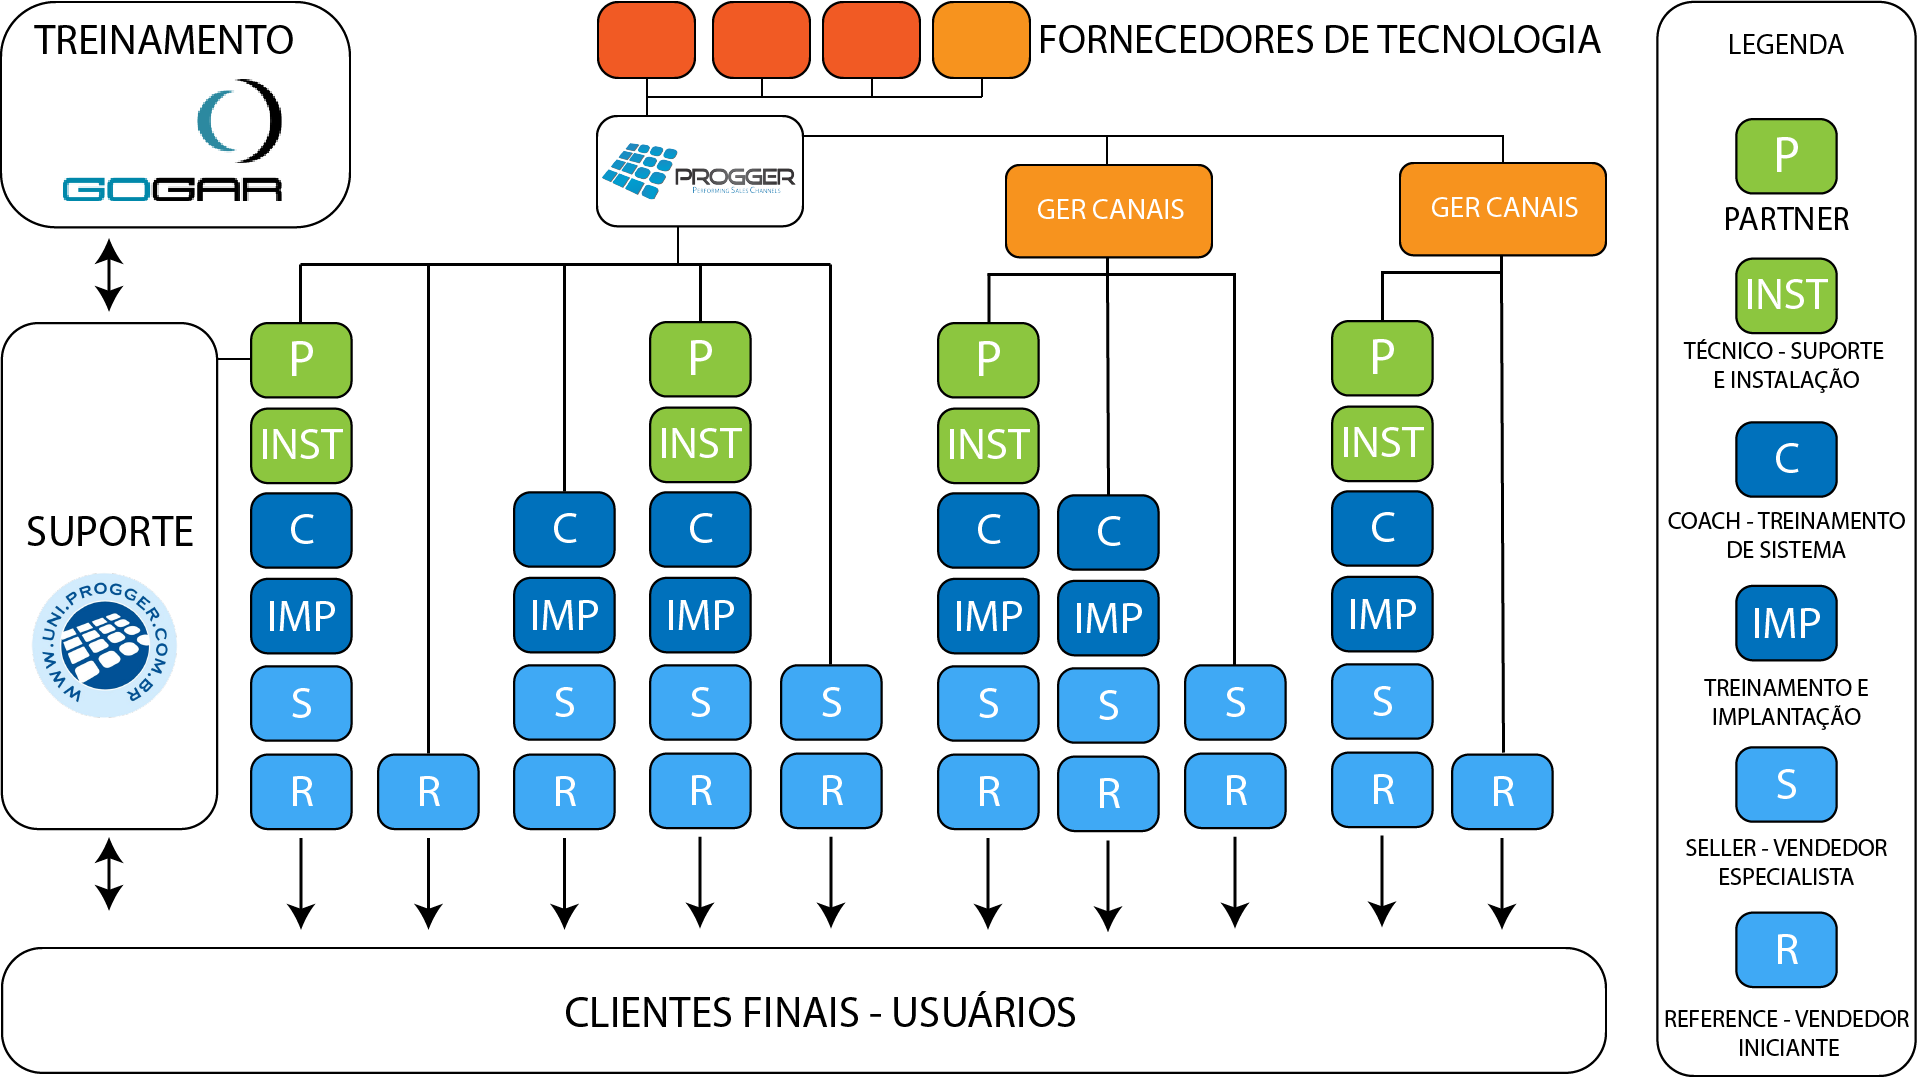 TREINAMENTO
GOGAR
FORNECEDORES DE TECNOLOGIA
PROGGER
PERFORMING SALES CHANNELS
GER CANAIS
GER CANAIS
SUPORTE
WWW.UNI.PROGGER.COM.BR
P
P
P
P
INST
INST
INST
INST
C
C
C
C
C
C
IMP
IMP
IMP
IMP
IMP
IMP
S
S
S
S
S
S
S
S
R
R
R
R
R
R
R
R
R
R
CLIENTES FINAIS - USUÁRIOS
LEGENDA
P
PARTNER
INST
TÉCNICO - SUPORTE
E INSTALAÇÃO
C
COACH - TREINAMENTO
DE SISTEMA
IMP
TREINAMENTO E
IMPLANTAÇÃO
S
SELLER - VENDEDOR
ESPECIALISTA
R
REFERENCE - VENDEDOR
INICIANTE